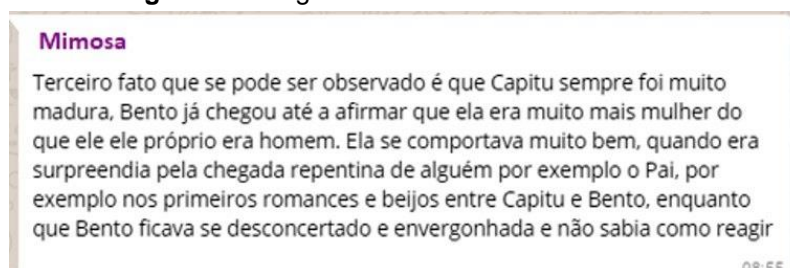 Mimosa
Terceiro fato que se pode ser observado é que Capitu sempre foi muito
madura, Bento já chegou até a afirmar que ela era muito mais mulher do
que ele ele próprio era homem. Ela se comportava muito bem, quando era
surpreendia pela chegada repentina de alguém por exemplo o Pai, por
exemplo nos primeiros romances e beijos entre Capitu e Bento, enquanto
que Bento ficava se desconcertado e envergonhada e não sabia como reagir